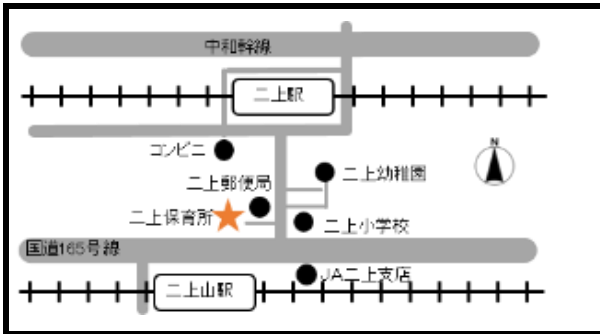 中和幹線
二上駅
N
コンビニ
二上幼稚園
二上郵便局
二上保育所
二上小学校
国道165号線
JA二上支店
二上山駅